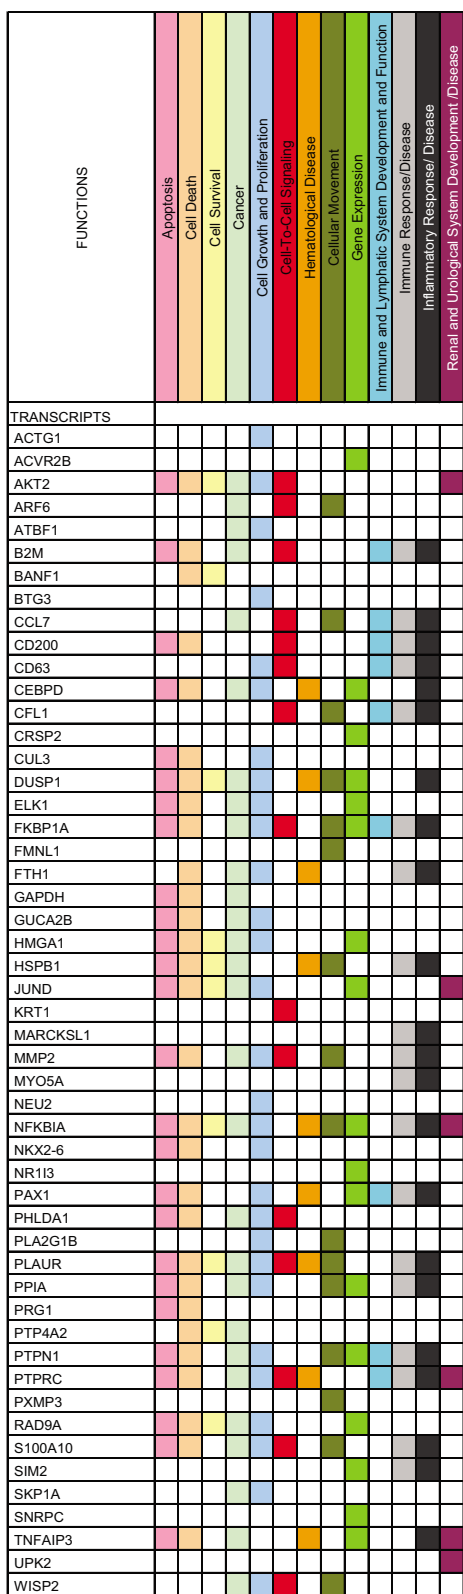 FUNCTIONS
Apoptosis
Cell Death
Cell Survival
Cancer
Cell Growth and Proliferation
Cell-To-Cell Signaling
Hematological Disease
Cellular Movement
Gene Expression
Immune and Lymphatic System Development and Function
Immune Response/Disease
Inflammatory Response/ Disease
Renal and Urological System Development /Disease
TRANSCRIPTS
ACTG1
ACVR2B
AKT2
ARF6
ATBF1
B2M
BANF1
BTG3
CCL7
CD200
CD63
CEBPD
CFL1
CRSP2
CUL3
DUSP1
ELK1
FKBP1A
FMNL1
FTH1
GAPDH
GUCA2B
HMGA1
HSPB1
JUND
KRT1
MARCKSL1
MMP2
MYO5A
NEU2
NFKBIA
NKX2-6
NR1I3
PAX1
PHLDA1
PLA2G1B
PLAUR
PPIA
PRG1
PTP4A2
PTPN1
PTPRC
PXMP3
RAD9A
S100A10
SIM2
SKP1A
SNRPC
TNFAIP3
UPK2
WISP2